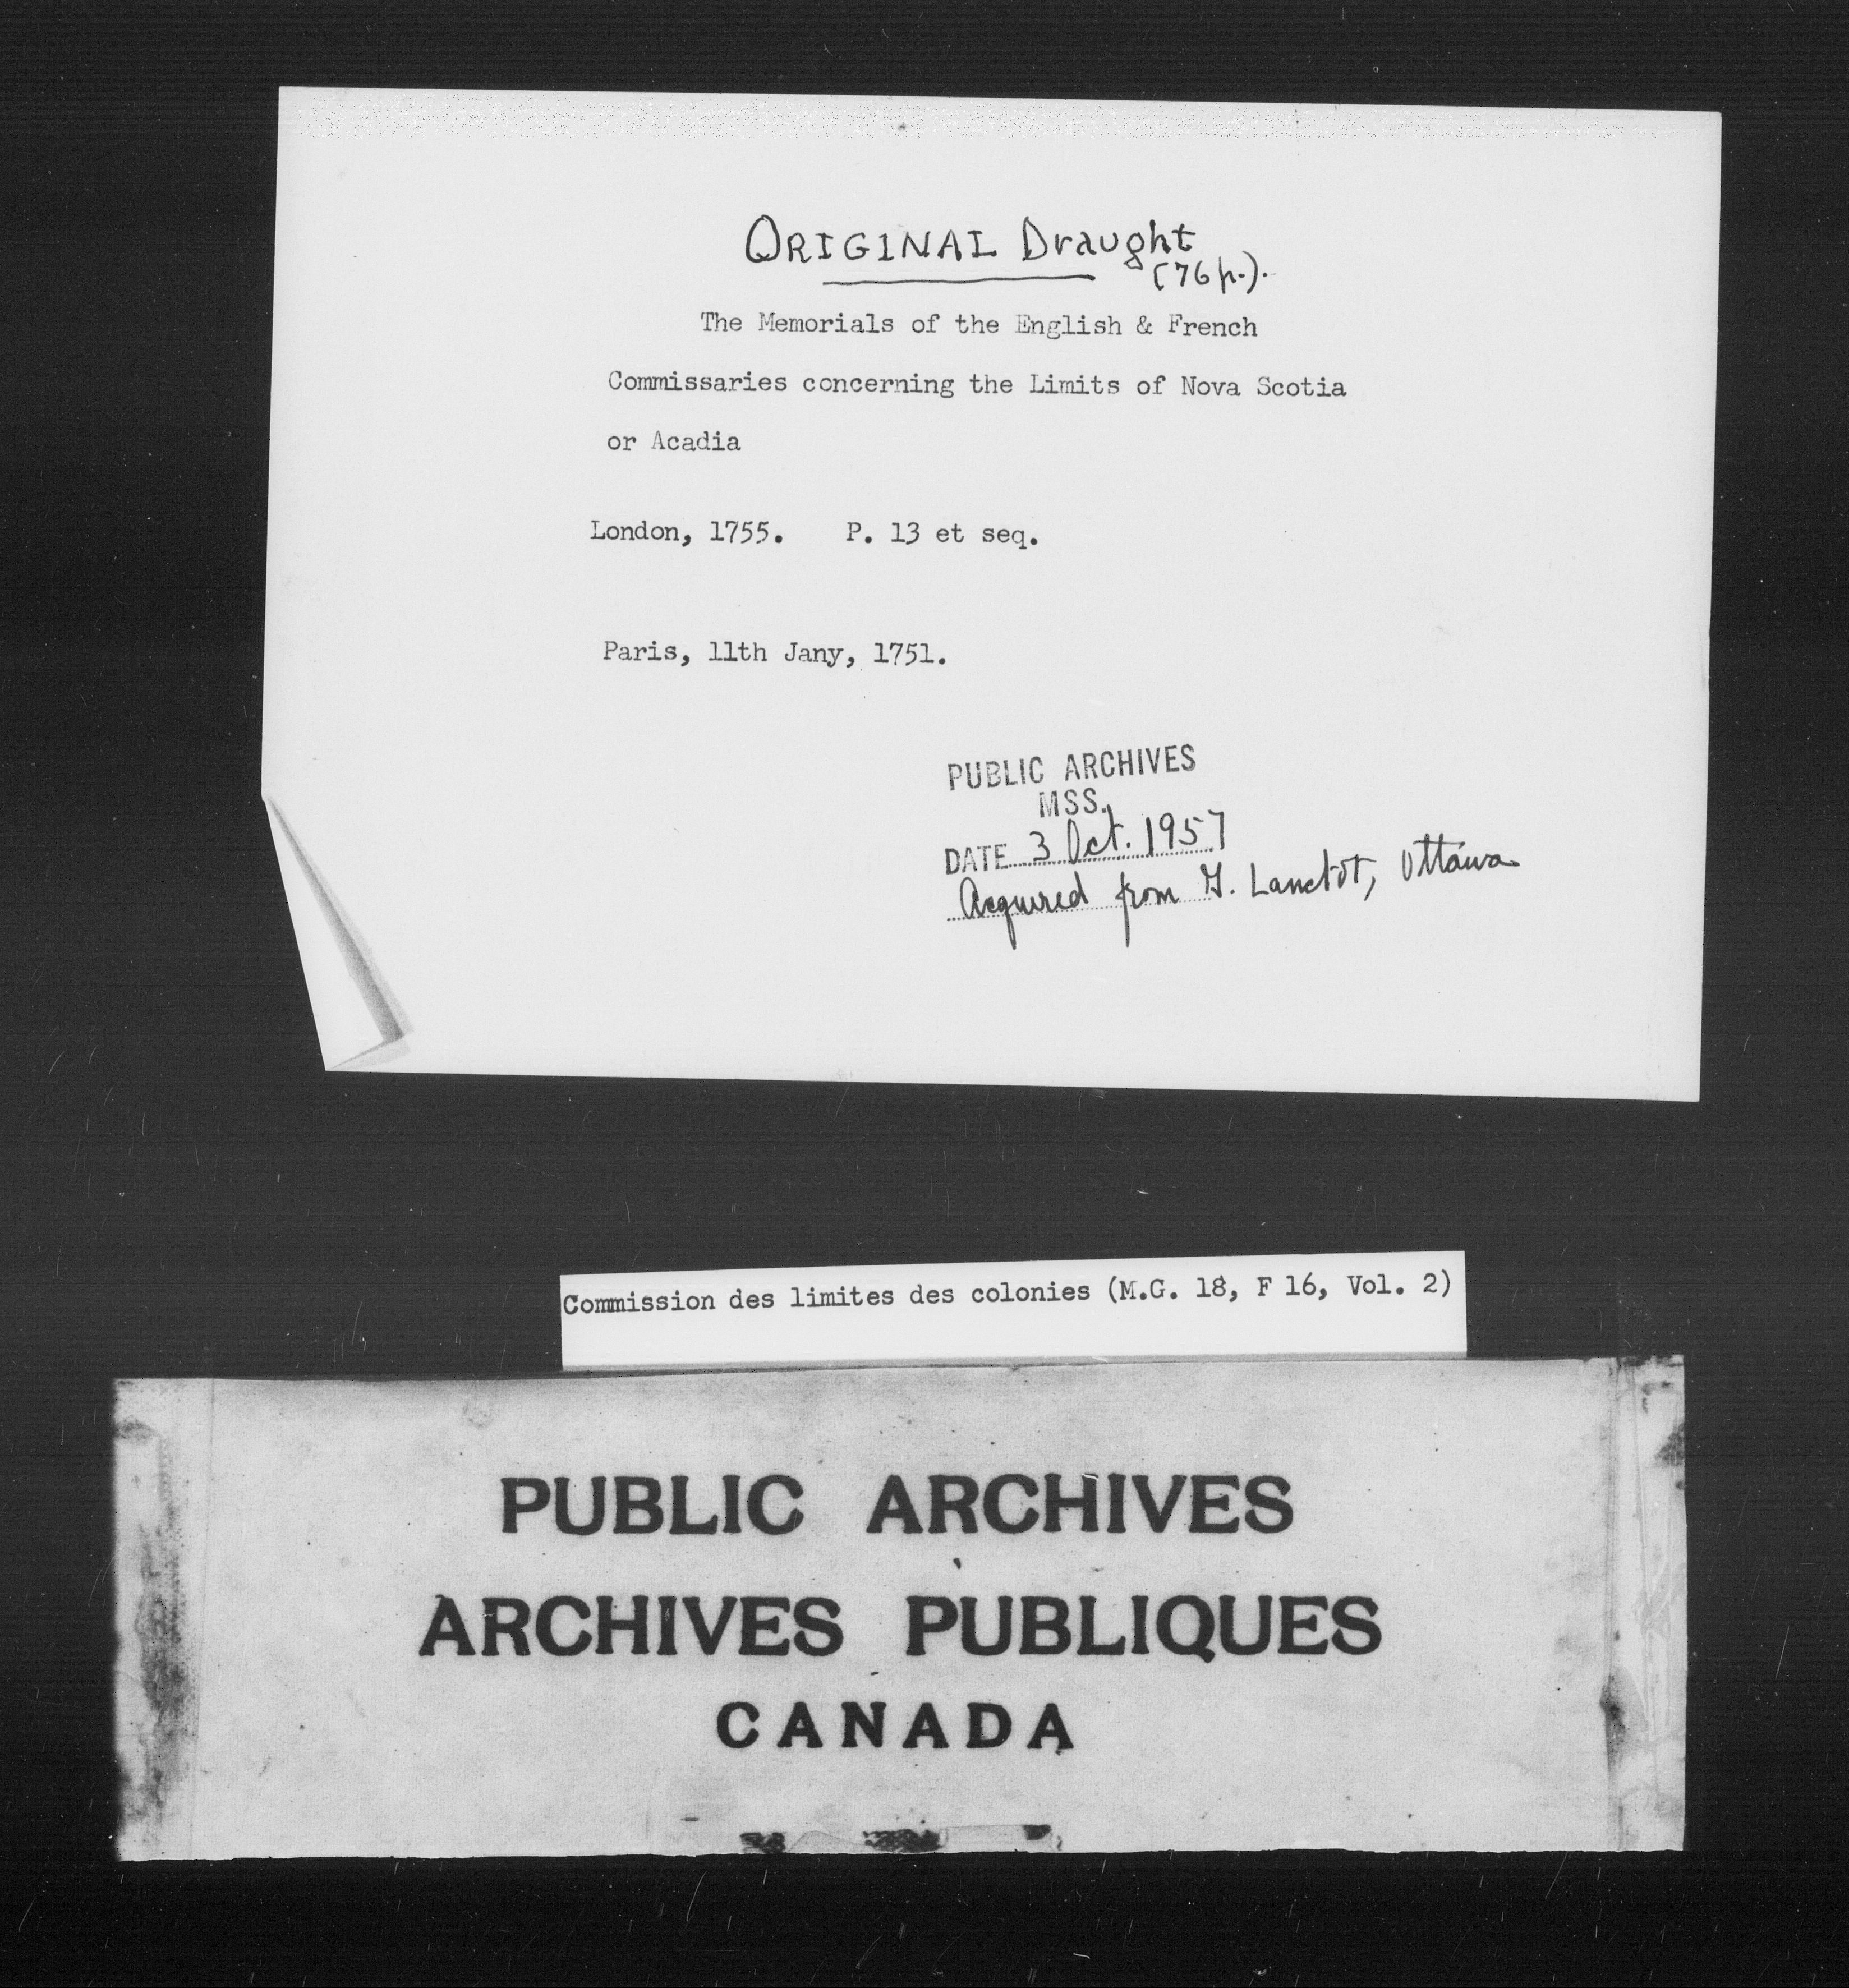 ORIGINAL Draught
(76 p.).
The Memorials of the English & French
Commissaries concerning the Limits of Nova Scotia
or Acadia
London, 1755. P. 13 et seq.
Paris, 11th Jany, 1751.
PUBLIC ARCHIVES
MSS.
DATE 3 Oct. 1957
Acquired from G. Lanctot, Ottawa
Commission des limites des colonies (M.G. 18, F 16, Vol. 2)
PUBLIC ARCHIVES
ARCHIVES PUBLIQUES
CANADA